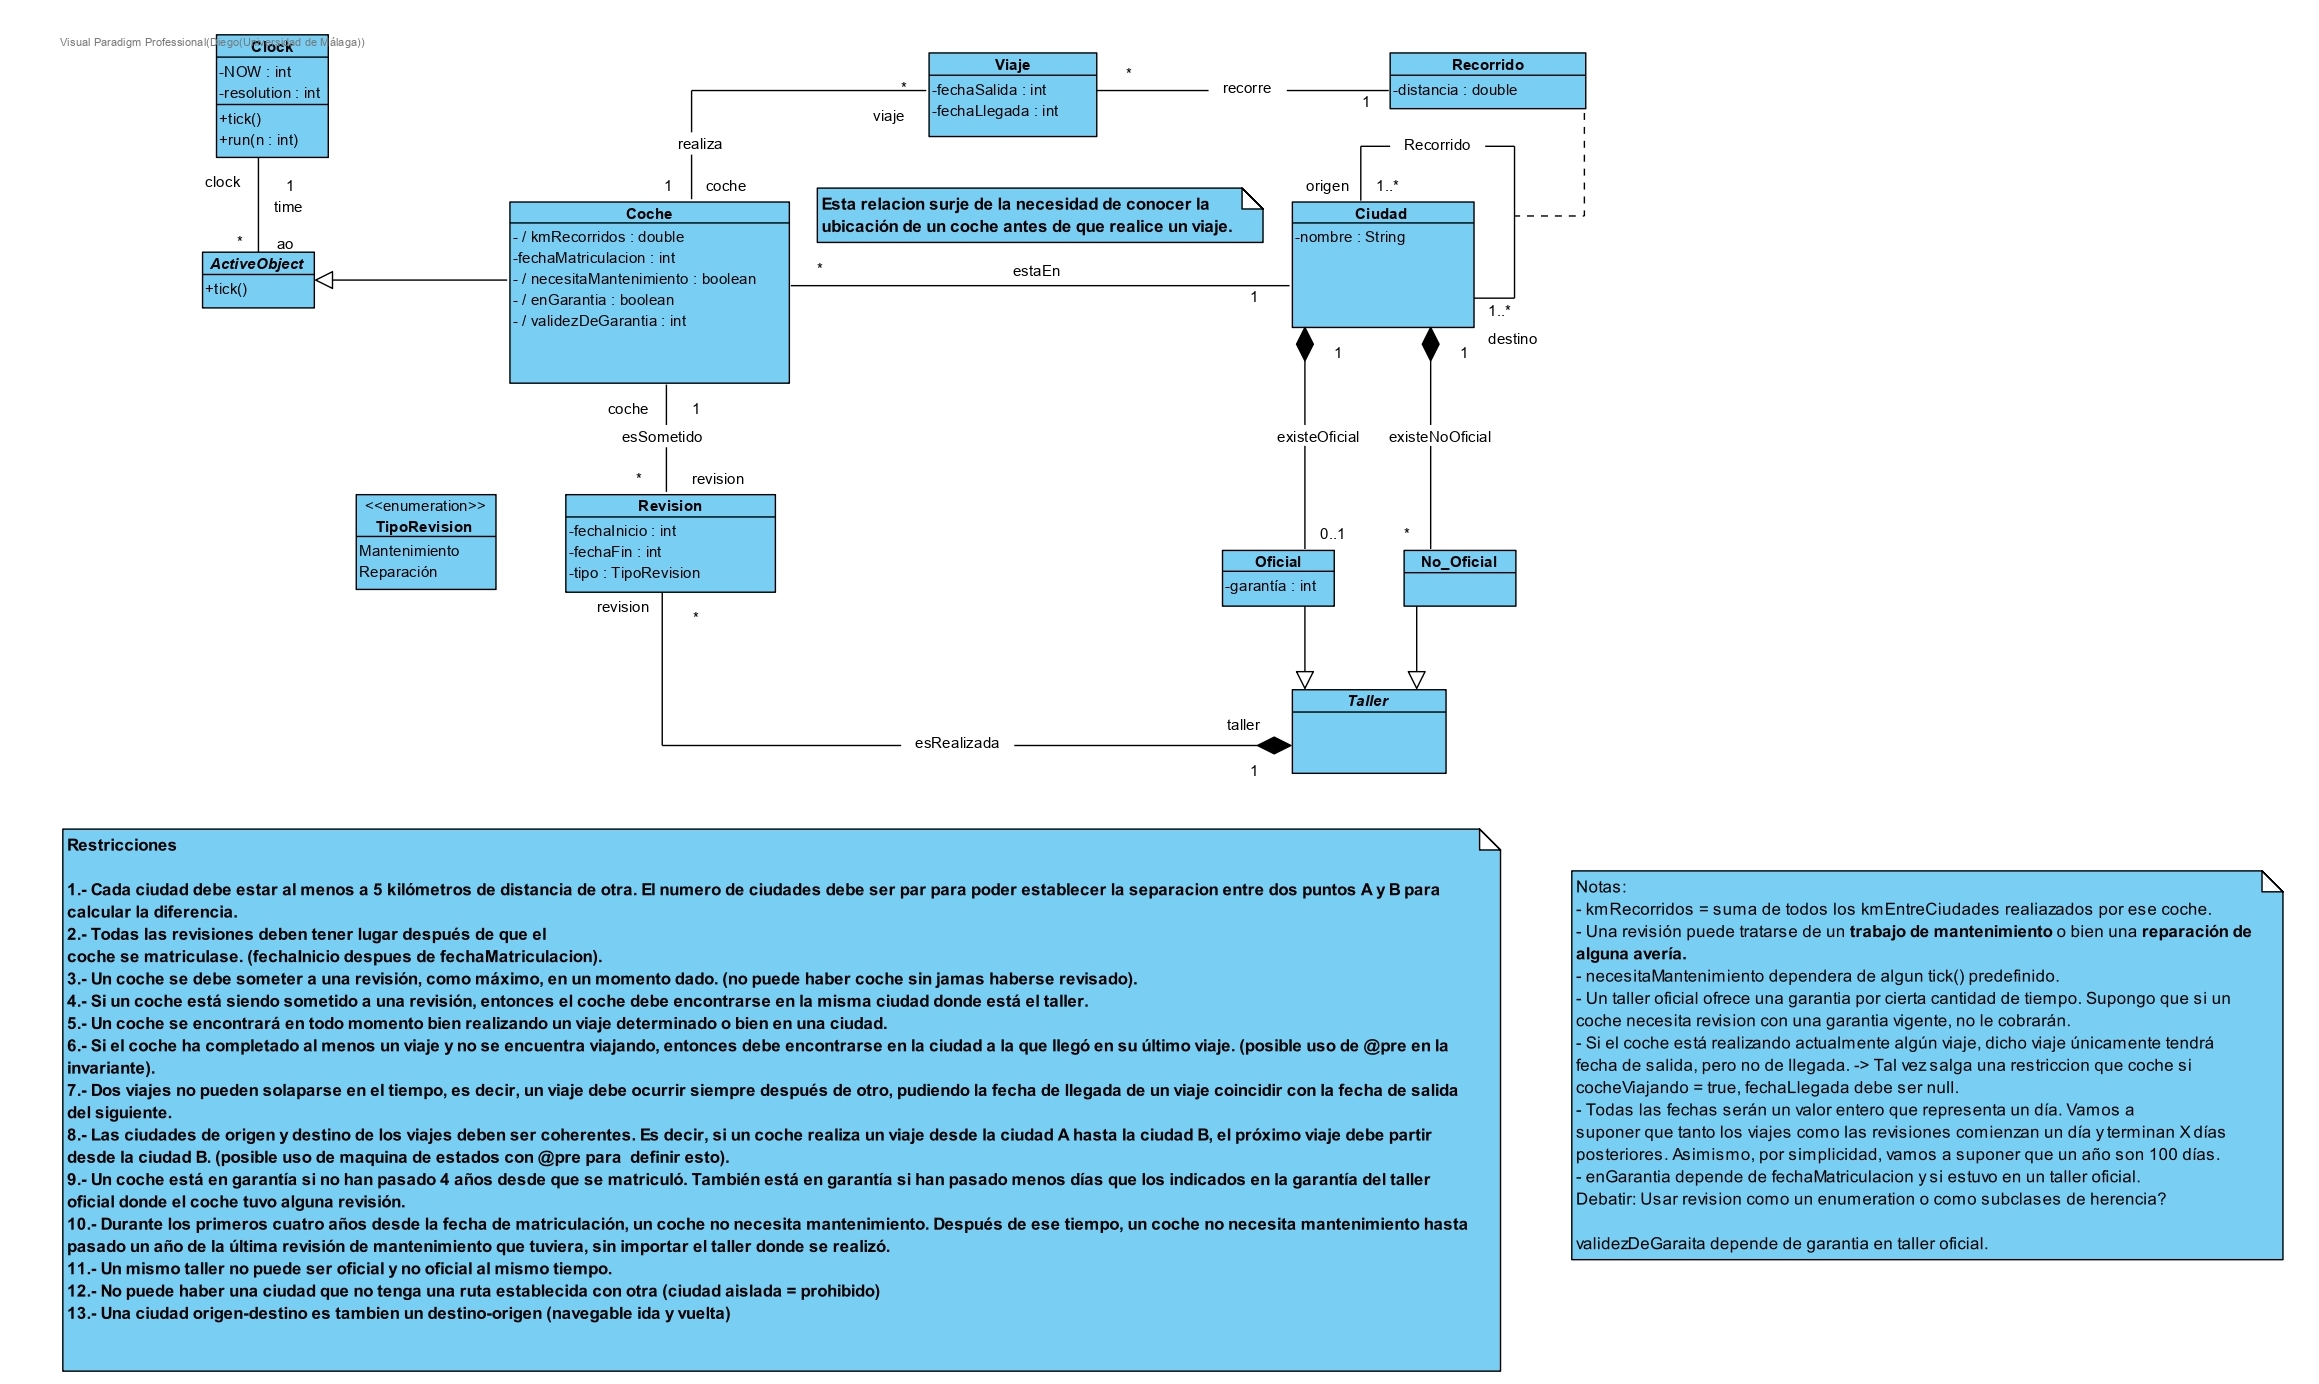 Visual Paradigm Professional(Diego(Universidad de Málaga))
Clock
-NOW : int
-resolution : int
+tick()
+run(n : int)
clock
1
time
*
ao
ActiveObject
+tick()
Viaje
-fechaSalida : int
-fechaLlegada : int
*
recorre
1
Recorrido
-distancia : double
*
viaje
realiza
1
coche
Esta relacion surje de la necesidad de conocer la
ubicación de un coche antes de que realice un viaje.
Recorrido
origen
1..*
Coche
- / kmRecorridos : double
-fechaMatriculacion : int
- / necesitaMantenimiento : boolean
- / enGarantia : boolean
- / validezDeGarantia : int
*
estaEn
1
Ciudad
-nombre : String
1..*
destino
1
1
coche
1
esSometido
*
revision
existeOficial
existeNoOficial
0..1
*
<<enumeration>>
TipoRevision
Mantenimiento
Reparación
Revision
-fechaInicio : int
-fechaFin : int
-tipo : TipoRevision
revision
*
Oficial
-garantía : int
No_Oficial
Taller
taller
esRealizada
1
Restricciones
1.- Cada ciudad debe estar al menos a 5 kilómetros de distancia de otra. El numero de ciudades debe ser par para poder establecer la separacion entre dos puntos A y B para
calcular la diferencia.
2.- Todas las revisiones deben tener lugar después de que el
coche se matriculase. (fechaInicio despues de fechaMatriculacion).
3.- Un coche se debe someter a una revisión, como máximo, en un momento dado. (no puede haber coche sin jamas haberse revisado).
4.- Si un coche está siendo sometido a una revisión, entonces el coche debe encontrarse en la misma ciudad donde está el taller.
5.- Un coche se encontrará en todo momento bien realizando un viaje determinado o bien en una ciudad.
6.- Si el coche ha completado al menos un viaje y no se encuentra viajando, entonces debe encontrarse en la ciudad a la que llegó en su último viaje. (posible uso de @pre en la
invariante).
7.- Dos viajes no pueden solaparse en el tiempo, es decir, un viaje debe ocurrir siempre después de otro, pudiendo la fecha de llegada de un viaje coincidir con la fecha de salida
del siguiente.
8.- Las ciudades de origen y destino de los viajes deben ser coherentes. Es decir, si un coche realiza un viaje desde la ciudad A hasta la ciudad B, el próximo viaje debe partir
desde la ciudad B. (posible uso de maquina de estados con @pre para definir esto).
9.- Un coche está en garantía si no han pasado 4 años desde que se matriculó. También está en garantía si han pasado menos días que los indicados en la garantía del taller
oficial donde el coche tuvo alguna revisión.
10.- Durante los primeros cuatro años desde la fecha de matriculación, un coche no necesita mantenimiento. Después de ese tiempo, un coche no necesita mantenimiento hasta
pasado un año de la última revisión de mantenimiento que tuviera, sin importar el taller donde se realizó.
11.- Un mismo taller no puede ser oficial y no oficial al mismo tiempo.
12.- No puede haber una ciudad que no tenga una ruta establecida con otra (ciudad aislada = prohibido)
13.- Una ciudad origen-destino es tambien un destino-origen (navegable ida y vuelta)
Notas:
- kmRecorridos = suma de todos los kmEntreCiudades realiazados por ese coche.
- Una revisión puede tratarse de un trabajo de mantenimiento o bien una reparación de
alguna avería.
- necesitaMantenimiento dependera de algun tick() predefinido.
- Un taller oficial ofrece una garantia por cierta cantidad de tiempo. Supongo que si un
coche necesita revision con una garantia vigente, no le cobrarán.
- Si el coche está realizando actualmente algún viaje, dicho viaje únicamente tendrá
fecha de salida, pero no de llegada. -> Tal vez salga una restriccion que coche si
cocheViajando = true, fechaLlegada debe ser null.
- Todas las fechas serán un valor entero que representa un día. Vamos a
suponer que tanto los viajes como las revisiones comienzan un día y terminan X días
posteriores. Asimismo, por simplicidad, vamos a suponer que un año son 100 días.
- enGarantia depende de fechaMatriculacion y si estuvo en un taller oficial.
Debatir: Usar revision como un enumeration o como subclases de herencia?
validezDeGaraita depende de garantia en taller oficial.